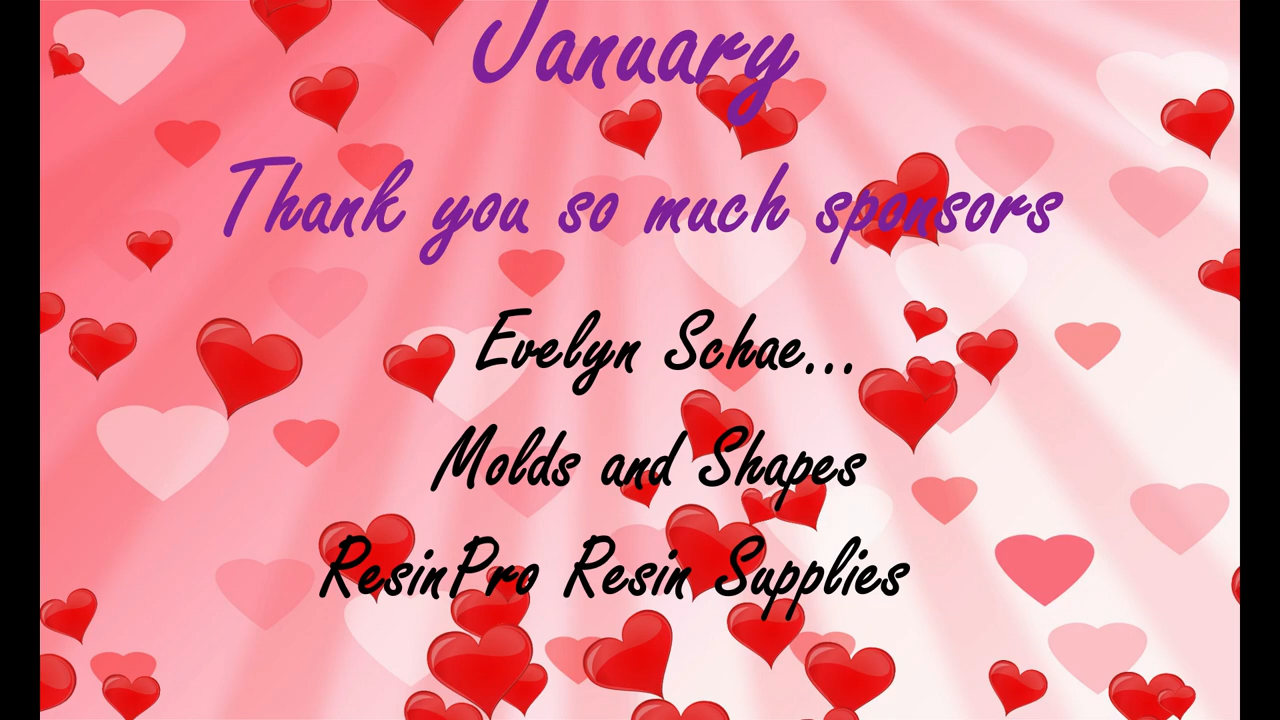 January
Thank you so much sponsors
Evelyn Schae...
Molds and Shapes
ResinPro Resin Supplies